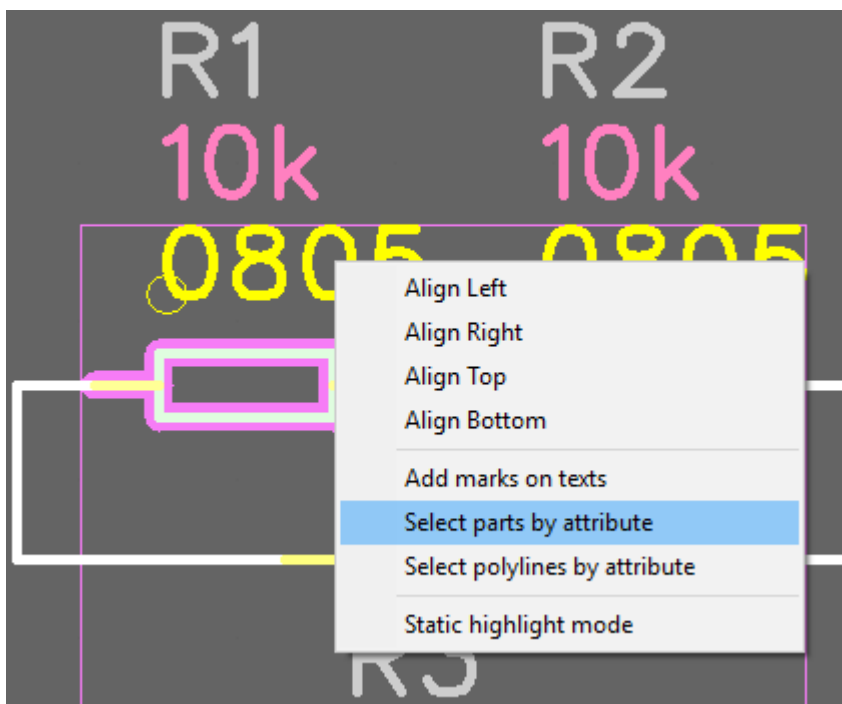 R1 R2
10k 10k
0805 0805
Align Left
Align Right
Align Top
Align Bottom
Add marks on texts
Select parts by attribute
Select polylines by attribute
Static highlight mode
R3